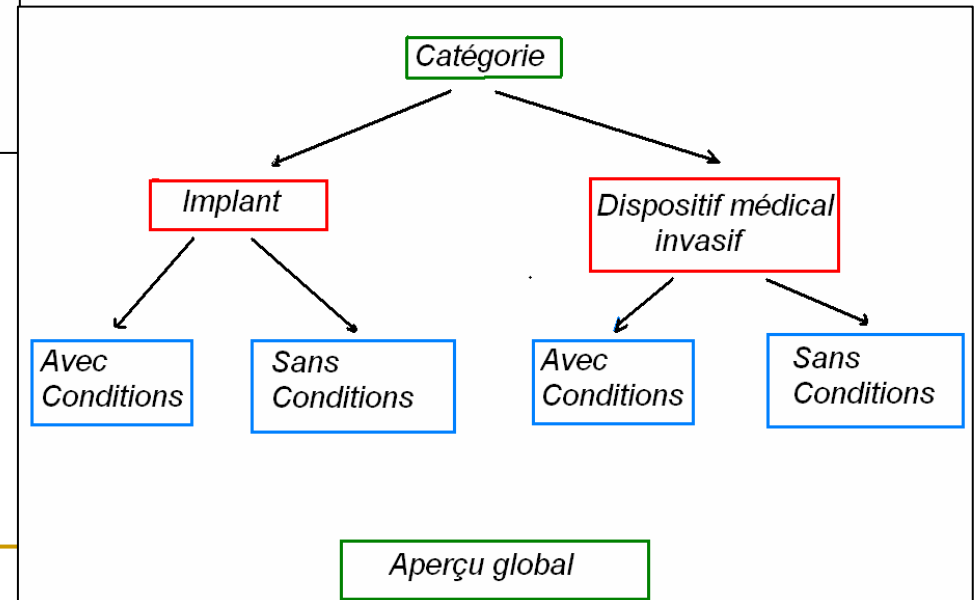 Catégorie
Implant
Dispositif médical
invasif
Avec
Conditions
Sans
Conditions
Avec
Conditions
Sans
Conditions
Aperçu global